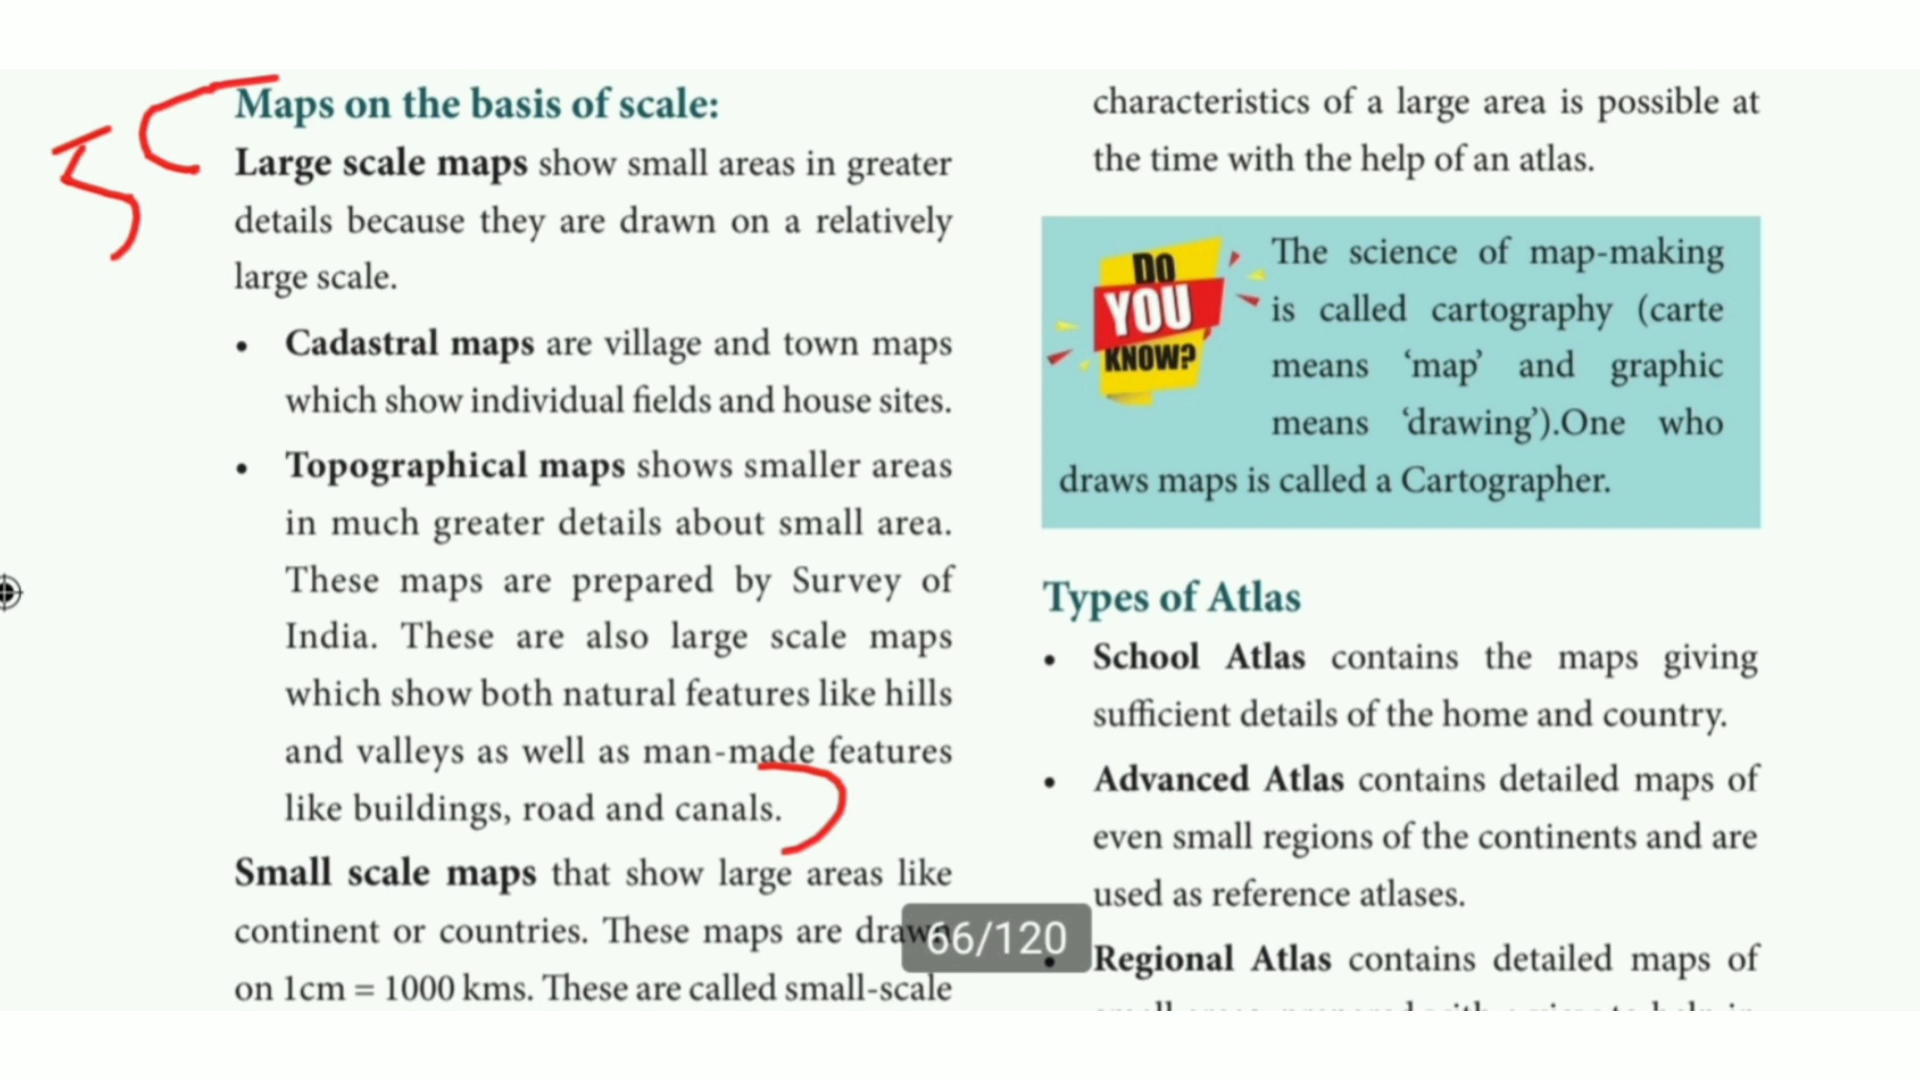 Maps on the basis of scale:
Large scale maps show small areas in greater
details because they are drawn on a relatively
large scale.
• Cadastral maps are village and town maps
which show individual fields and house sites.
• Topographical maps shows smaller areas
in much greater details about small area.
These maps are prepared by Survey of
India. These are also large scale maps
which show both natural features like hills
and valleys as well as man-made features
like buildings, road and canals.
Small scale maps that show large areas like
continent or countries. These maps are drawn
on 1cm = 1000 kms. These are called small-scale
characteristics of a large area is possible at
the time with the help of an atlas.
DO
YOU
KNOW?
The science of map-making
is called cartography (carte
means ‘map’ and graphic
means ‘drawing’).One who
draws maps is called a Cartographer.
Types of Atlas
• School Atlas contains the maps giving
sufficient details of the home and country.
• Advanced Atlas contains detailed maps of
even small regions of the continents and are
used as reference atlases.
• Regional Atlas contains detailed maps of
66/120